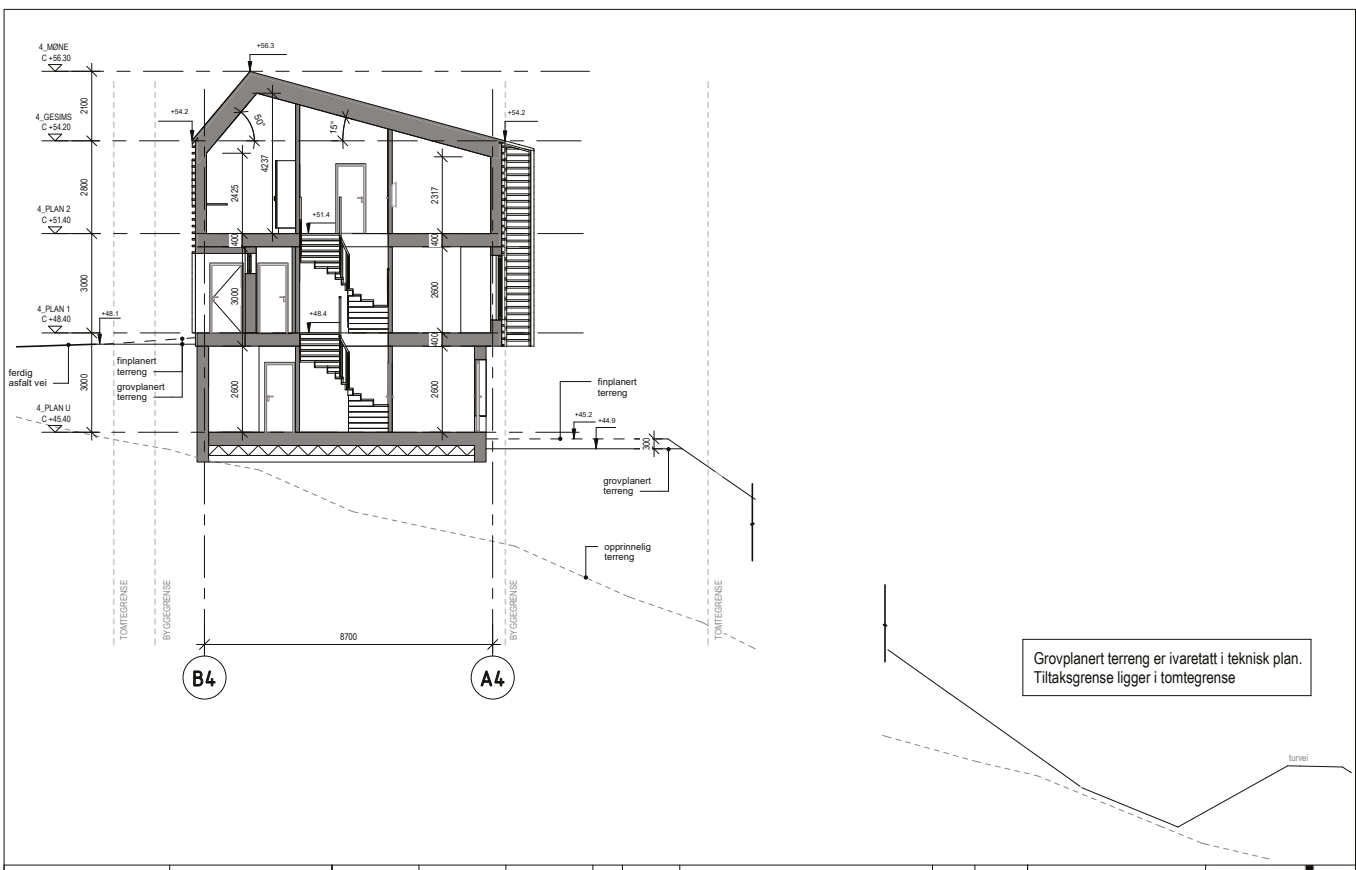 4_MØNE
C +56.30
+56.3
2100
+54.2
4_GESIMS
C +54.20
+54.2
50°
15°
4237
2800
2425
2317
4_PLAN 2
C +51.40
+51.4
400
400
3000
3000
2600
4_PLAN 1
C +48.40
+48.1
+48.4
400
ferdig
asfalt vei
finplanert
terreng
grovplanert
terreng
3000
2600
2600
4_PLAN U
C +45.40
finplanert
terreng
+45.2
+44.9
300
grovplanert
terreng
opprinnelig
terreng
TOMTEGRENSE
BYGGEGRENSE
BYGGEGRENSE
TOMTEGRENSE
8700
B4
A4
Grovplanert terreng er ivaretatt i teknisk plan.
Tiltaksgrense ligger i tomtegrense
turvei